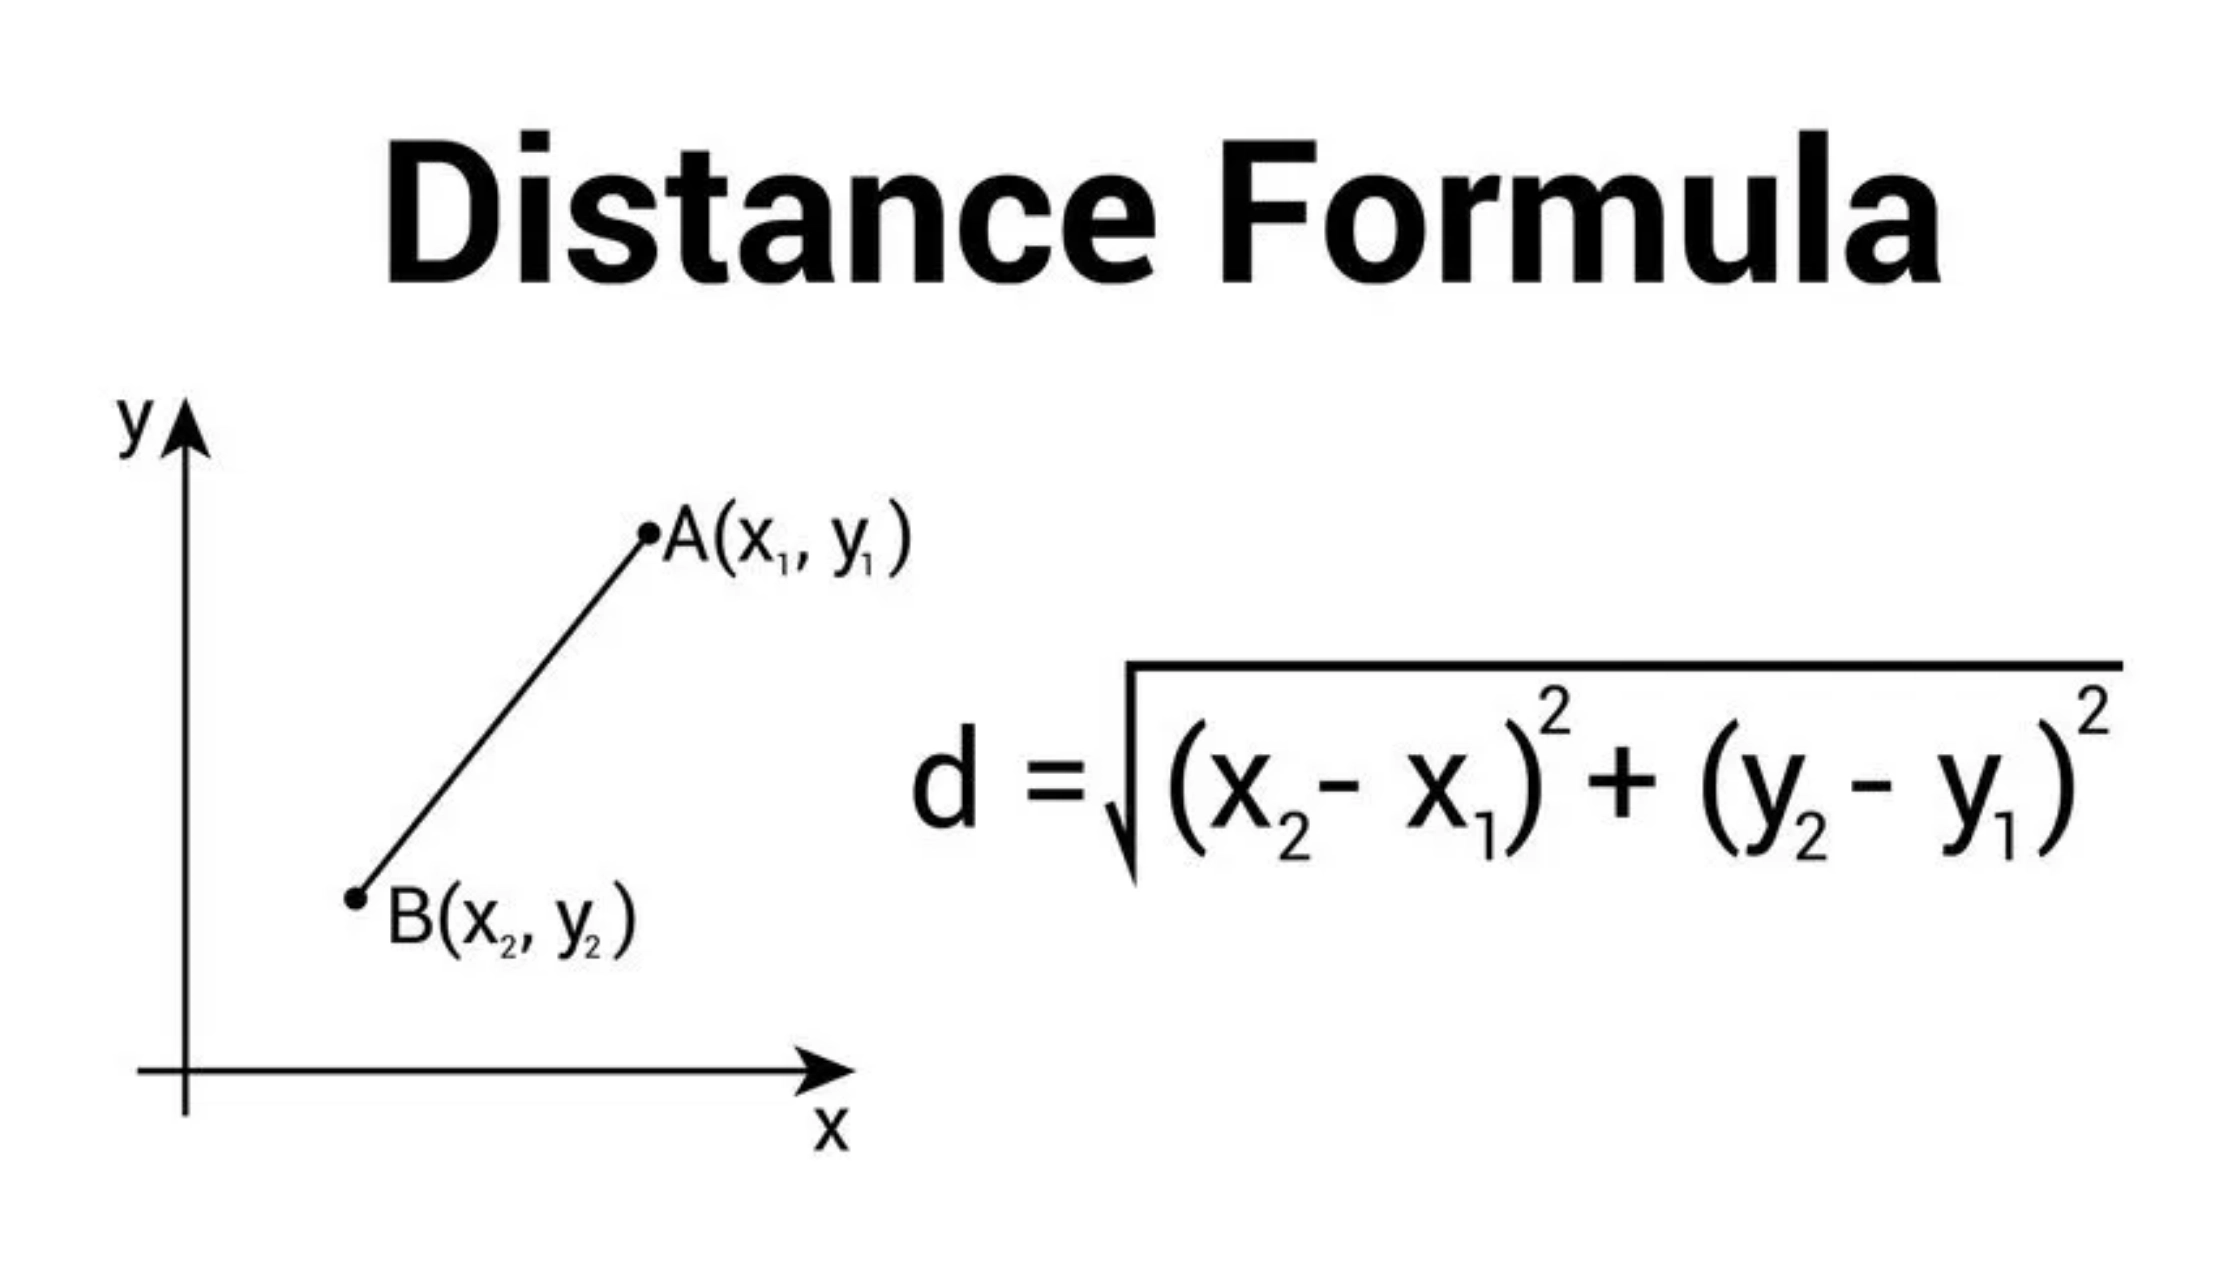 Distance Formula
y
A(x₁, y₁)
d = √(x₂- x₁)² + (y₂- y₁)²
B(x₂, y₂)
x